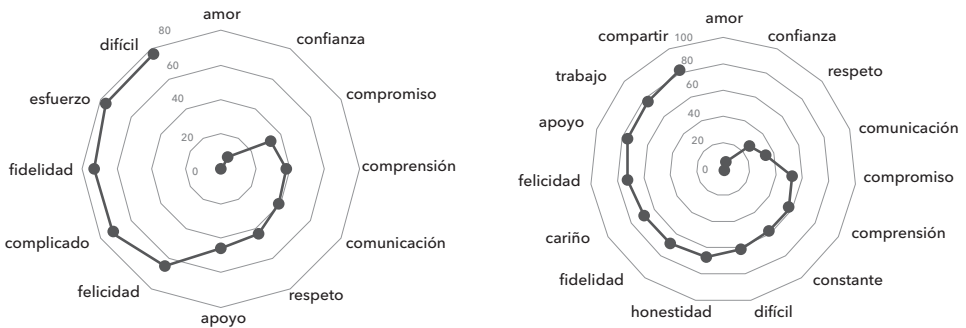 amor
confianza
compromiso
comprensión
comunicación
respeto
apoyo
felicidad
complicado
fidelidad
esfuerzo
difícil
80
60
40
20
0
amor
confianza
respeto
comunicación
compromiso
comprensión
constante
difícil
honestidad
fidelidad
cariño
felicidad
apoyo
trabajo
compartir
100
80
60
40
20
0